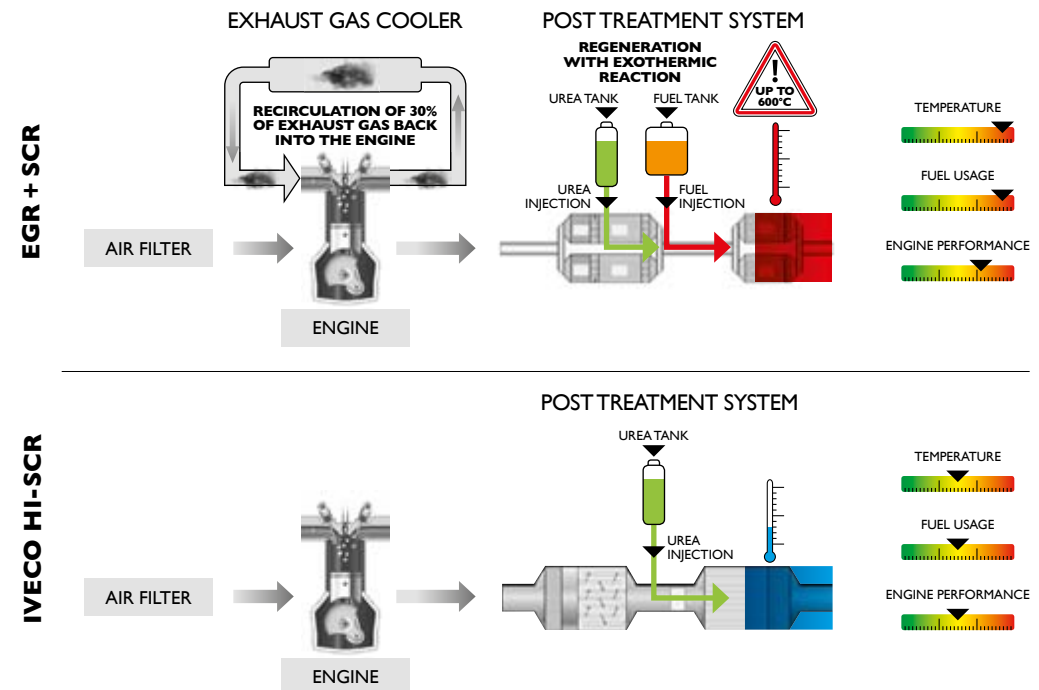 EXHAUST GAS COOLER
POST TREATMENT SYSTEM
EGR + SCR
RECIRCULATION OF 30%
OF EXHAUST GAS BACK
INTO THE ENGINE
REGENERATION
WITH EXOTHERMIC
REACTION
UREA TANK
FUEL TANK
!
UP TO
600°C
UREA
INJECTION
FUEL
INJECTION
AIR FILTER
ENGINE
TEMPERATURE
FUEL USAGE
ENGINE PERFORMANCE
IVECO HI-SCR
POST TREATMENT SYSTEM
UREA TANK
UREA
INJECTION
AIR FILTER
ENGINE
TEMPERATURE
FUEL USAGE
ENGINE PERFORMANCE